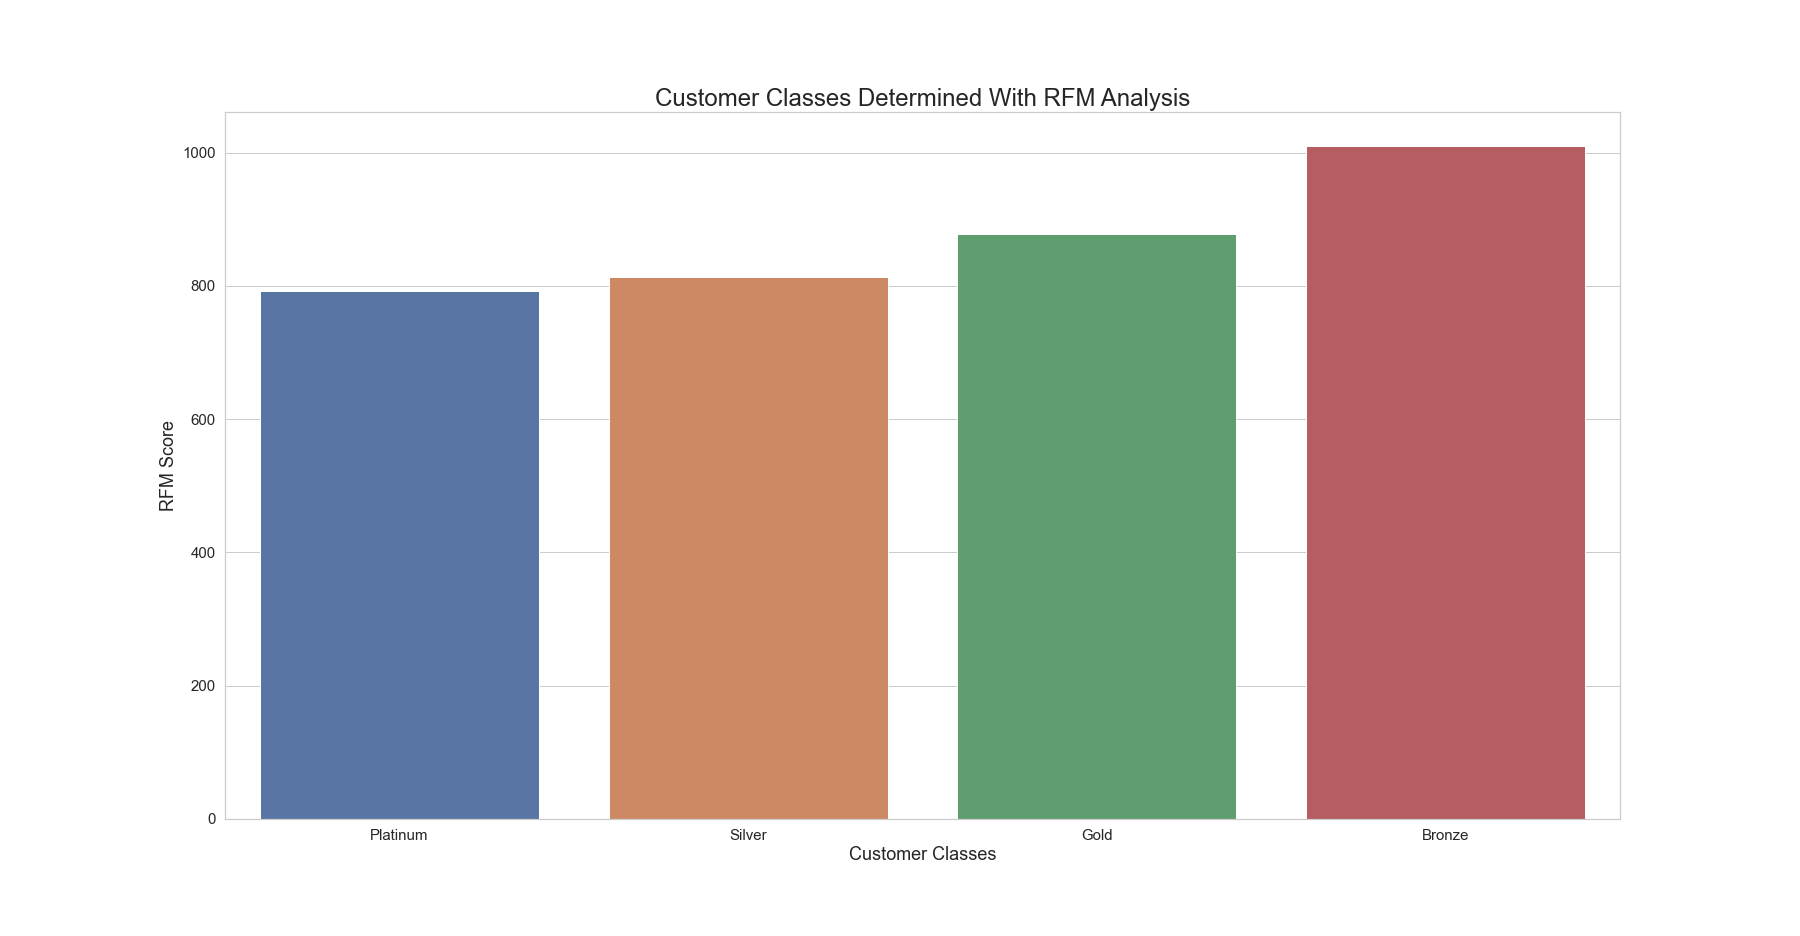 Customer Classes Determined With RFM Analysis
1000
800
600
400
200
0
RFM Score
Platinum Silver Gold Bronze
Customer Classes